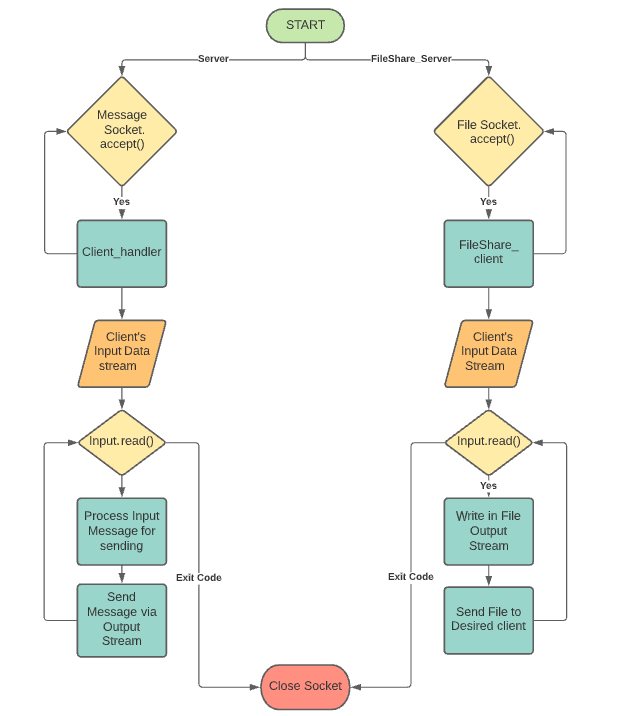 START
Server
FileShare_Server
Message
Socket.
accept()
File Socket.
accept()
Yes
Yes
Client_handler
FileShare_
client
Client's
Input Data
stream
Client's
Input Data
Stream
Input.read()
Input.read()
Yes
Process Input
Message for
sending
Write in File
Output
Stream
Exit Code
Exit Code
Send
Message via
Output
Stream
Send File to
Desired client
Close Socket